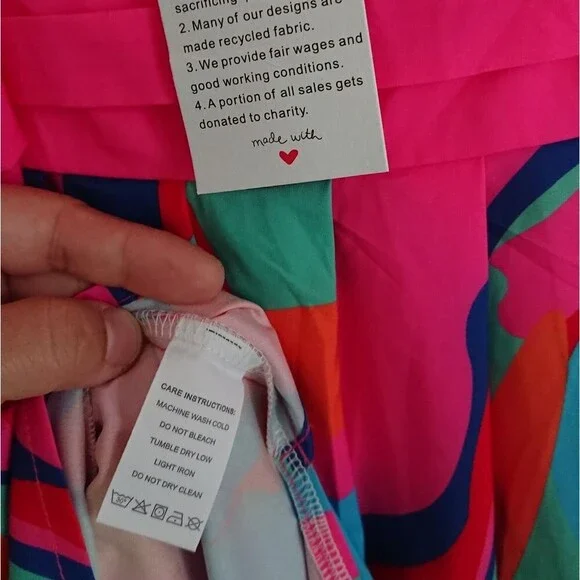 sacrificing
2. Many of our designs are
made recycled fabric.
3. We provide fair wages and
good working conditions.
4. A portion of all sales gets
donated to charity.
made with
CARE INSTRUCTIONS:
MACHINE WASH COLD
DO NOT BLEACH
TUMBLE DRY LOW
LIGHT IRON
DO NOT DRY CLEAN